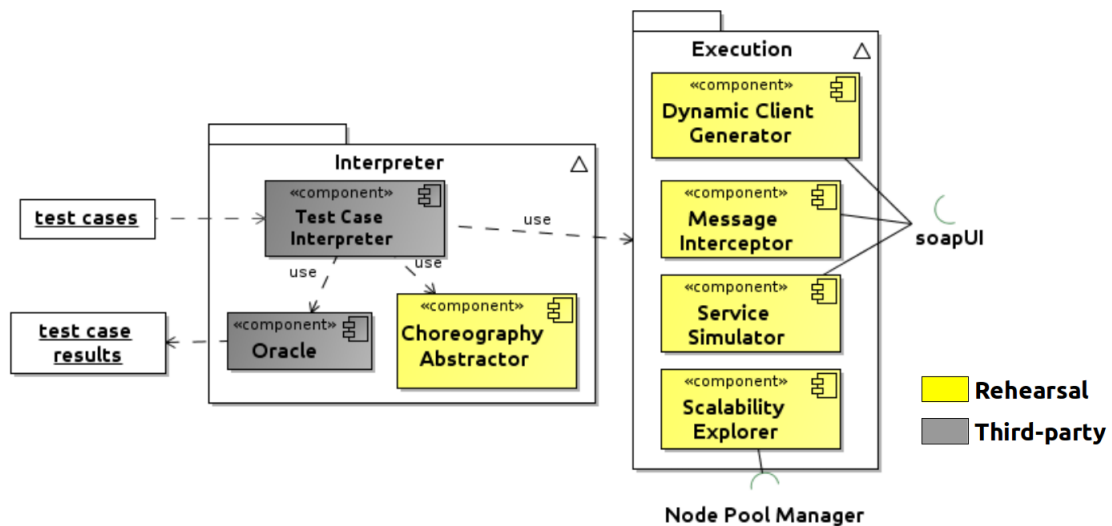 Execution
«component»
Dynamic Client
Generator
Interpreter
«component»
Test Case
Interpreter
test cases
use
«component»
Message
Interceptor
soapUI
use
use
«component»
Choreography
Abstractor
«component»
Oracle
test case
results
«component»
Service
Simulator
«component»
Scalability
Explorer
Rehearsal
Third-party
Node Pool Manager